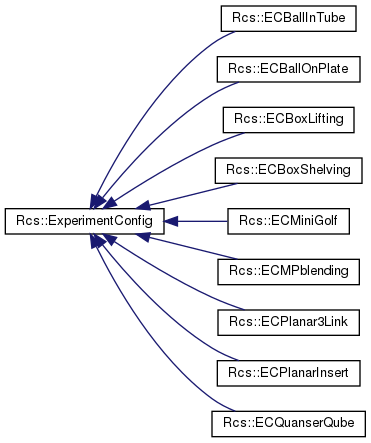 Rcs::ECBallInTube
Rcs::ECBallOnPlate
Rcs::ECBoxLifting
Rcs::ECBoxShelving
Rcs::ExperimentConfig
Rcs::ECMiniGolf
Rcs::ECMPblending
Rcs::ECPlanar3Link
Rcs::ECPlanarInsert
Rcs::ECQuanserQube